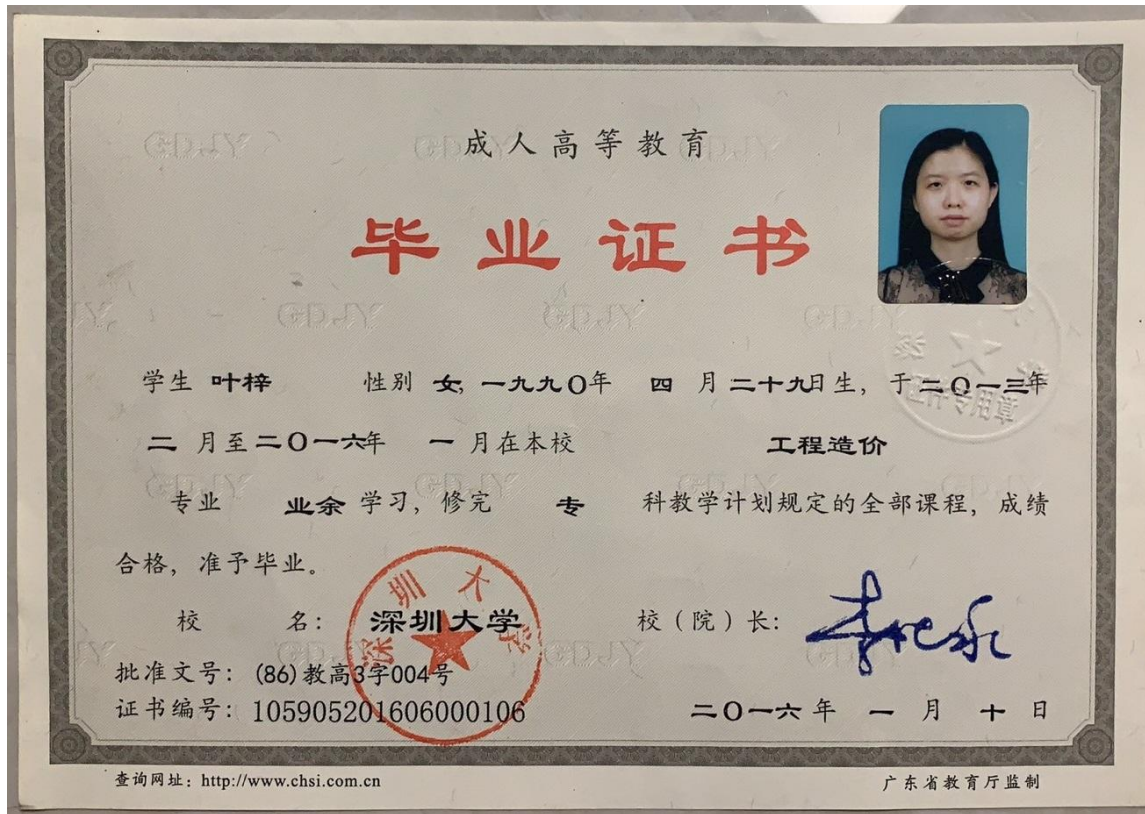 成人高等教育
毕业证书
学生 叶梓 性别 女, 一九九〇年 四 月 二十九日生, 于 二〇一三年
二 月至 二〇一六年 一 月在本校 工程造价
专业 业余 学习, 修完 专 科教学计划规定的全部课程, 成绩
合格, 准予毕业。
校 名: 深圳大学 校(院)长:
深圳大学
批准文号: (86)教高3字004号
证书编号: 105905201606000106 二〇一六 年 一 月 十 日
查询网址: http://www.chsi.com.cn 广东省教育厅监制